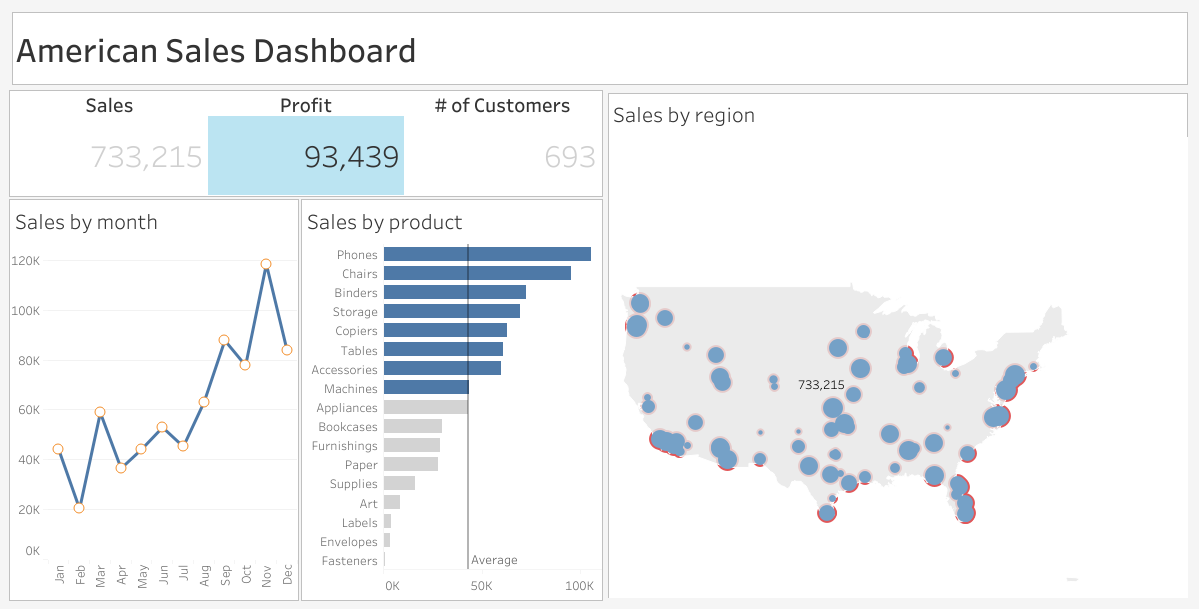 American Sales Dashboard
Sales Profit # of Customers
733,215 93,439 693
Sales by month
120K
100K
80K
60K
40K
20K
0K
Jan Feb Mar Apr May Jun Jul Aug Sep Oct Nov Dec
Sales by product
Phones
Chairs
Binders
Storage
Copiers
Tables
Accessories
Machines
Appliances
Bookcases
Furnishings
Paper
Supplies
Art
Labels
Envelopes
Fasteners
Average
0K 50K 100K
Sales by region
733,215